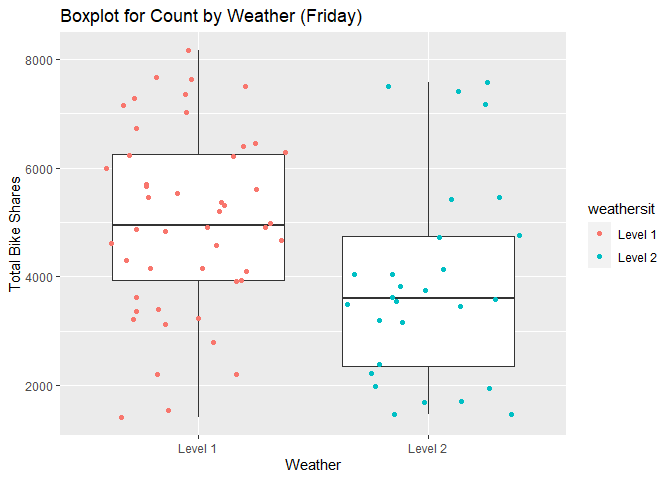 Boxplot for Count by Weather (Friday)
8000
6000
4000
2000
Total Bike Shares
Level 1
Level 2
Weather
weathersit
Level 1
Level 2